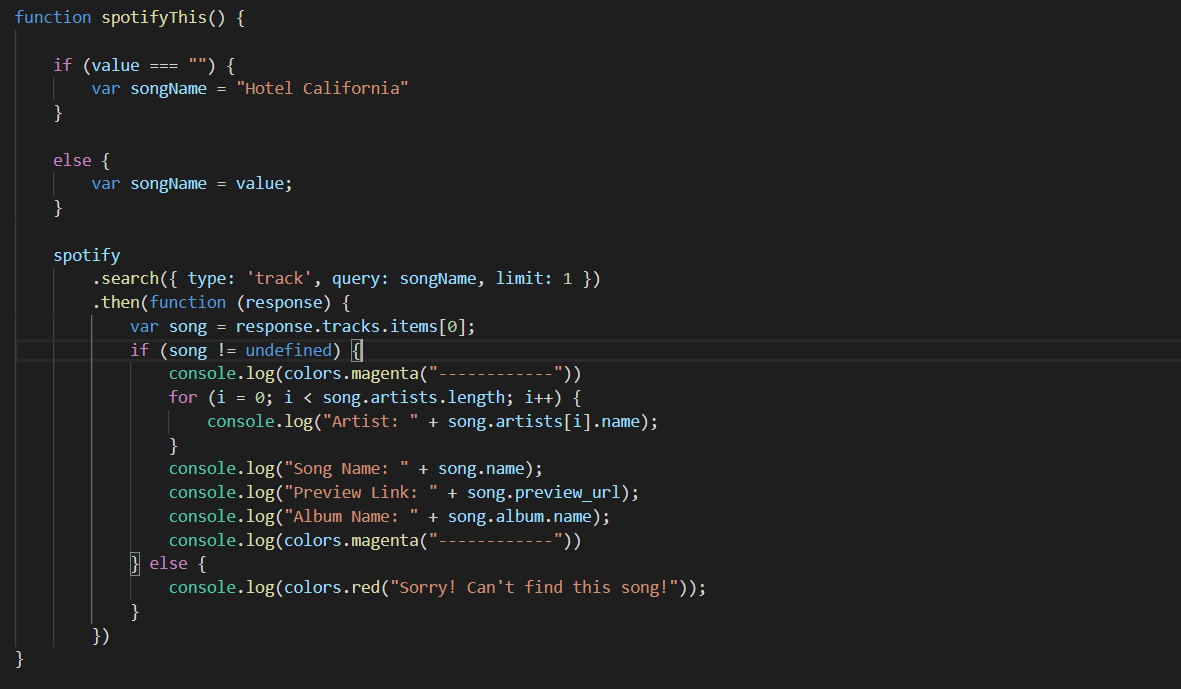 function spotifyThis() {
if (value === "") {
var songName = "Hotel California"
}
else {
var songName = value;
}
spotify
.search({ type: 'track', query: songName, limit: 1 })
.then(function (response) {
var song = response.tracks.items[0];
if (song != undefined) {
console.log(colors.magenta("------------"))
for (i = 0; i < song.artists.length; i++) {
console.log("Artist: " + song.artists[i].name);
}
console.log("Song Name: " + song.name);
console.log("Preview Link: " + song.preview_url);
console.log("Album Name: " + song.album.name);
console.log(colors.magenta("------------"))
} else {
console.log(colors.red("Sorry! Can't find this song!"));
}
})
}